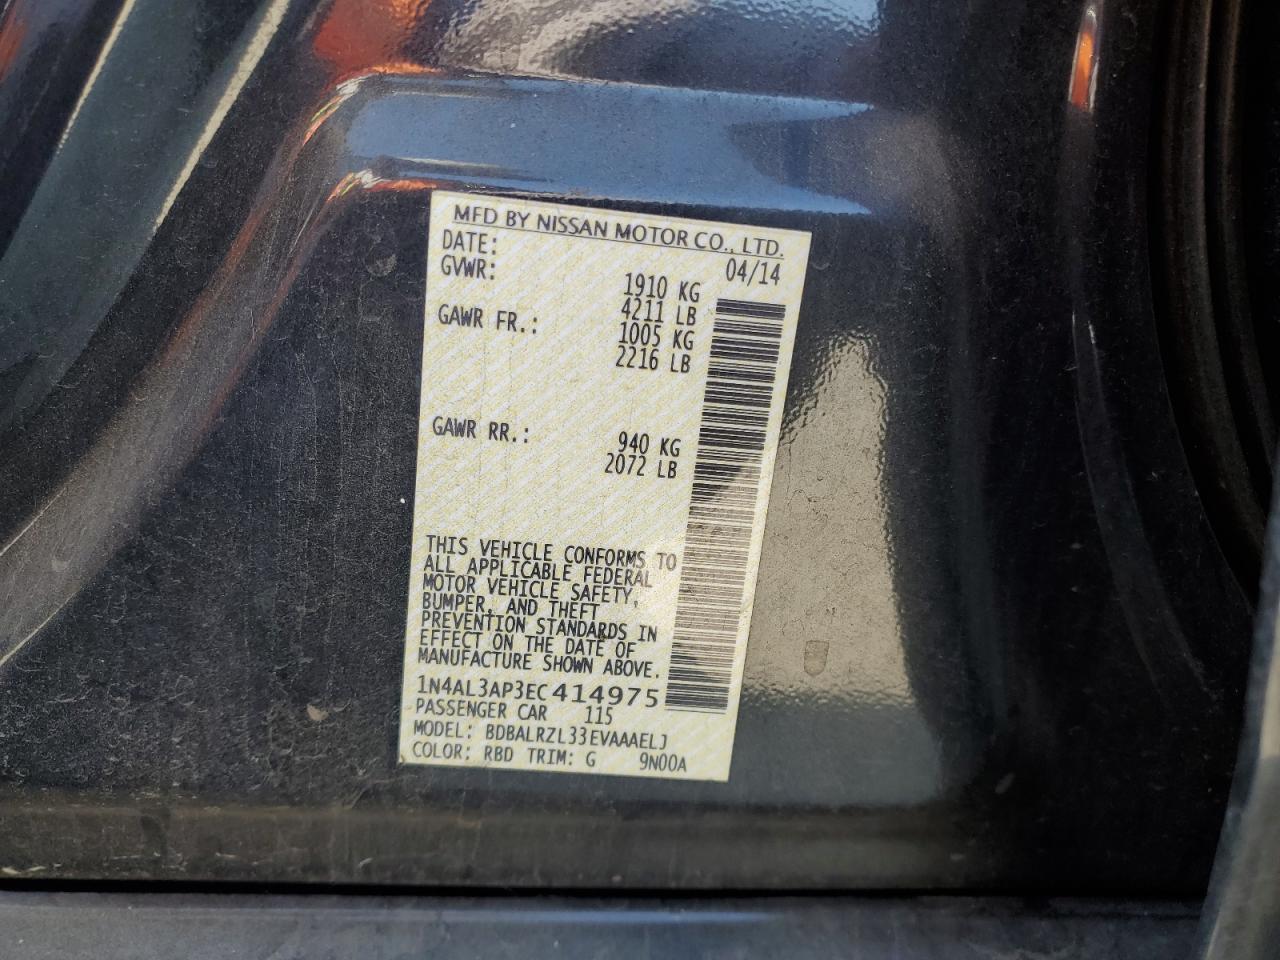 MFD BY NISSAN MOTOR CO., LTD.
DATE: 04/14
GVWR: 1910 KG
4211 LB
GAWR FR.: 1005 KG
2216 LB
GAWR RR.: 940 KG
2072 LB
THIS VEHICLE CONFORMS TO
ALL APPLICABLE FEDERAL
MOTOR VEHICLE SAFETY,
BUMPER, AND THEFT
PREVENTION STANDARDS IN
EFFECT ON THE DATE OF
MANUFACTURE SHOWN ABOVE.
1N4AL3AP3EC414975
PASSENGER CAR 115
MODEL: BDBALRZL33EVAAAELJ
COLOR: RBD TRIM: G 9N00A